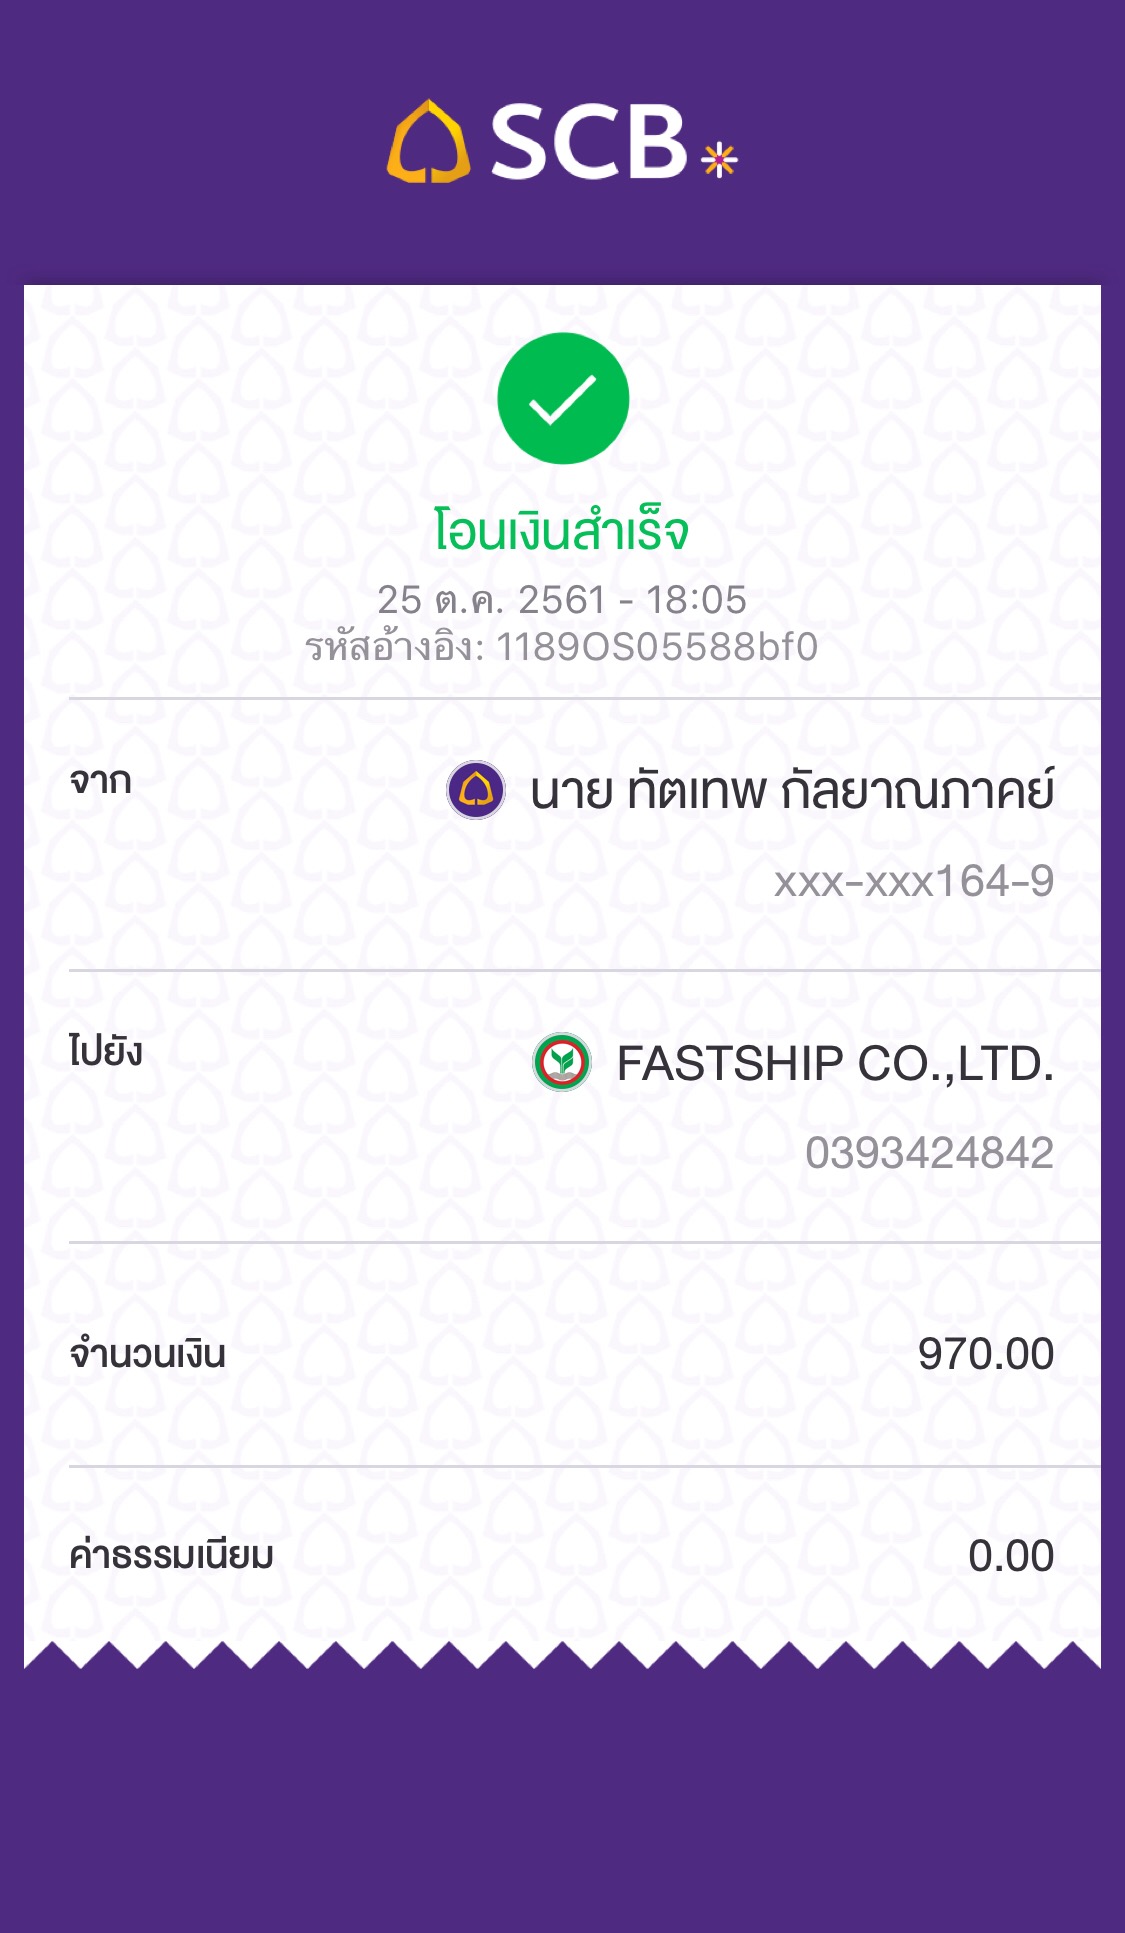 SCB
โอนเงินสำเร็จ
25 ต.ค. 2561 - 18:05
รหัสอ้างอิง: 1189OS05588bf0
จาก นาย ทัตเทพ กัลยาณภาคย์
xxx-xxx164-9
ไปยัง FASTSHIP CO.,LTD.
0393424842
จำนวนเงิน 970.00
ค่าธรรมเนียม 0.00